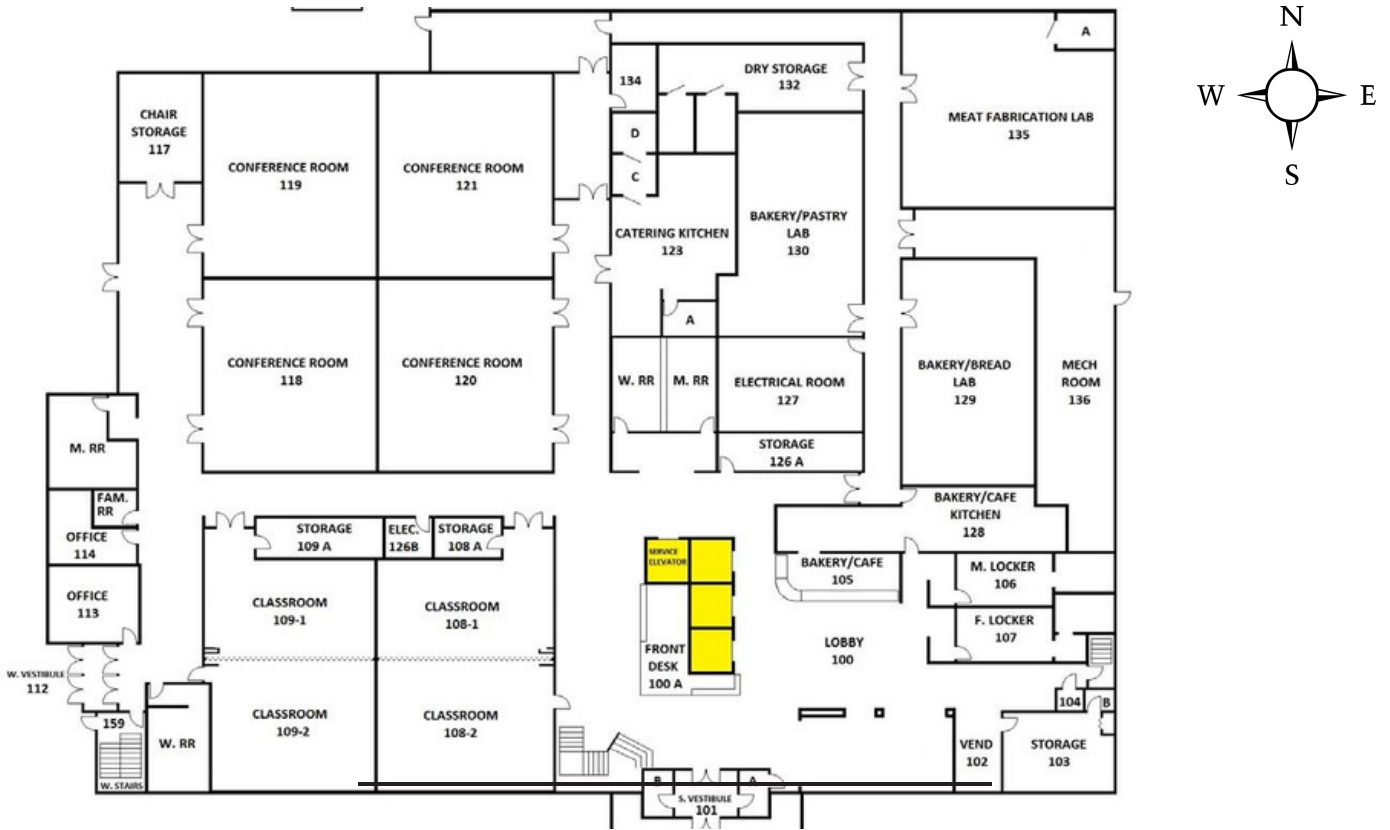 N
W
E
S
A
134
DRY STORAGE
132
MEAT FABRICATION LAB
135
CHAIR
STORAGE
117
D
C
CONFERENCE ROOM
119
CONFERENCE ROOM
121
BAKERY/PASTRY
LAB
130
CATERING KITCHEN
123
A
CONFERENCE ROOM
118
CONFERENCE ROOM
120
W. RR
M. RR
ELECTRICAL ROOM
127
BAKERY/BREAD
LAB
129
MECH
ROOM
136
STORAGE
126 A
M. RR
FAM.
RR
OFFICE
114
OFFICE
113
STORAGE
109 A
ELEC.
126B
STORAGE
108 A
BAKERY/CAFE
KITCHEN
128
SERVICE
ELEVATOR
BAKERY/CAFE
105
M. LOCKER
106
F. LOCKER
107
CLASSROOM
109-1
CLASSROOM
108-1
FRONT
DESK
100 A
LOBBY
100
W. VESTIBULE
112
159
W. STAIRS
W. RR
CLASSROOM
109-2
CLASSROOM
108-2
104
B
VEND
102
STORAGE
103
B
A
S. VESTIBULE
101